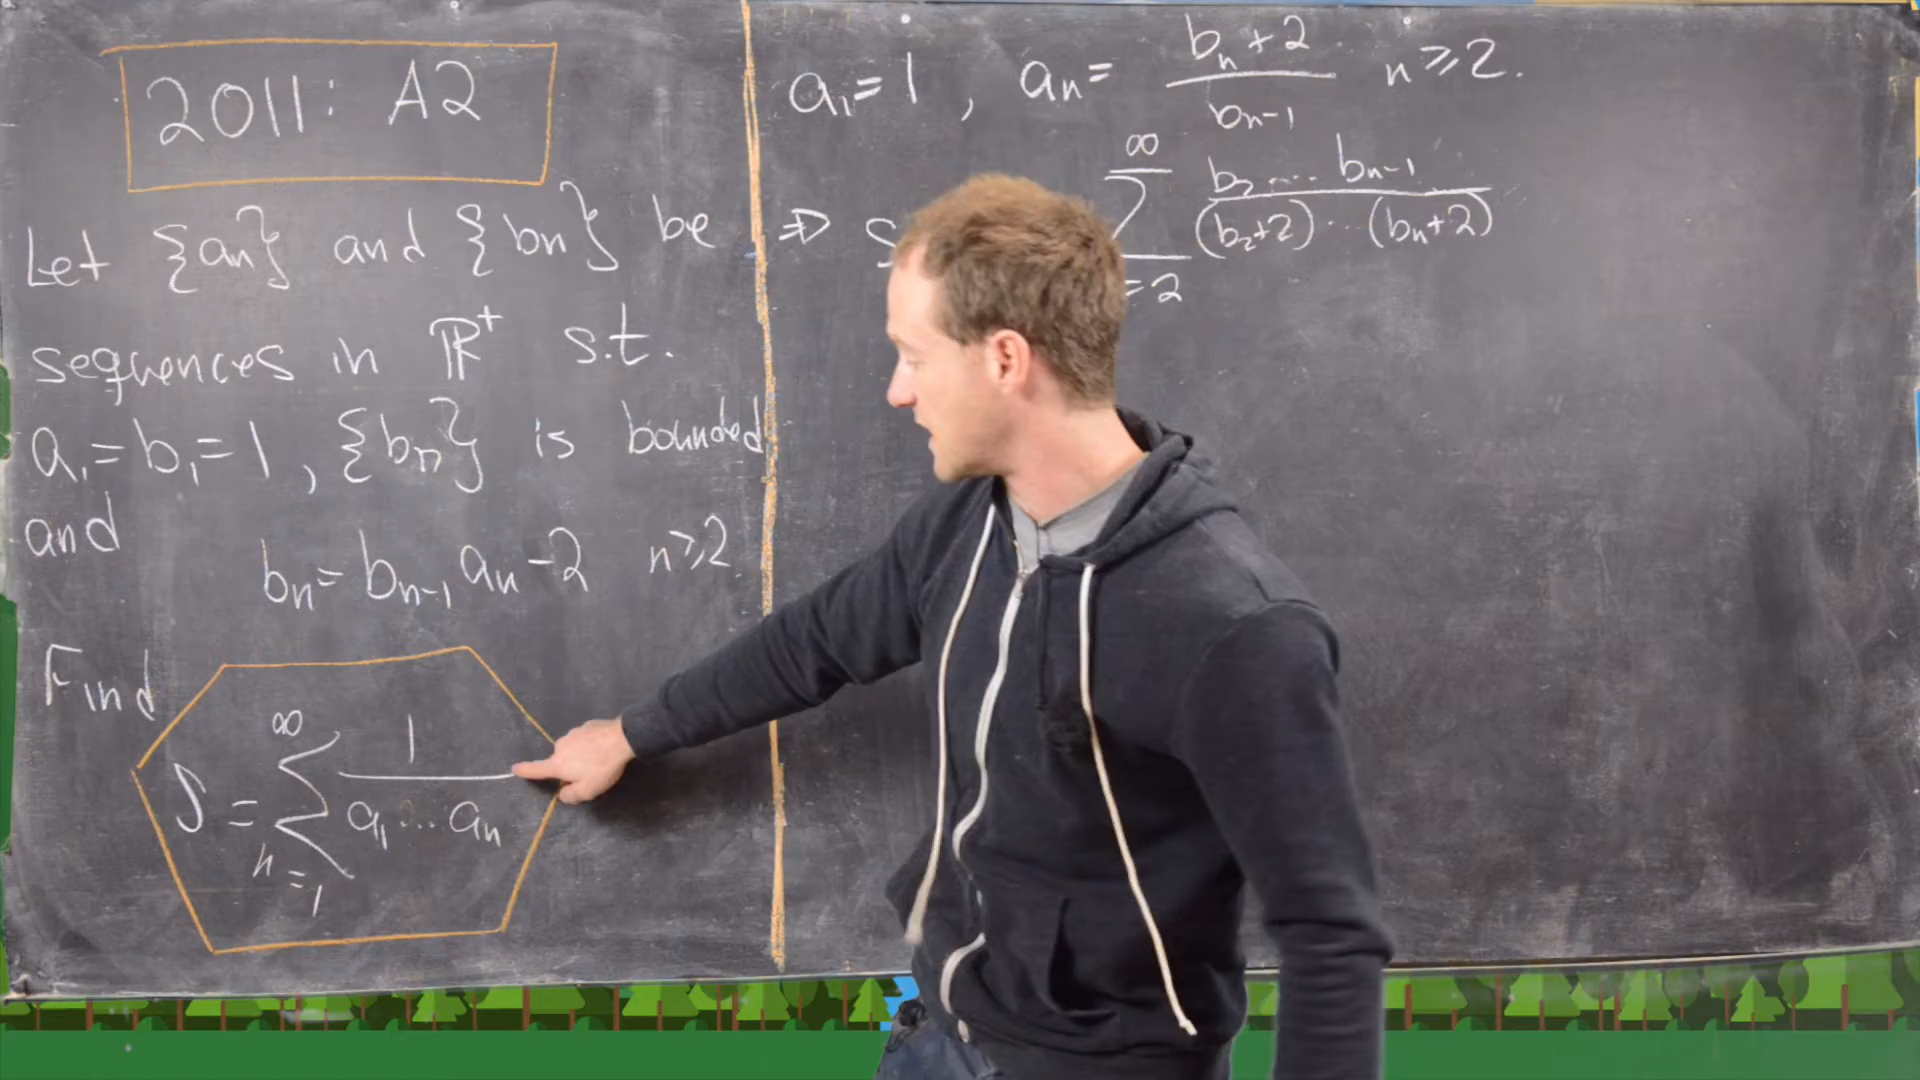 2011: A2
Let {an} and {bn} be
sequences in ℝ⁺ s.t.
a₁=b₁=1, {bn} is bounded
and
bn=bn-1 an-2 n≥2
Find
S = ∞ ∑ n=1 1/(a₁...an)
a₁=1, an= (bn+2)/bn-1 n≥2.
⇒ S ∞ ∑ =2 (b₂....bn-1)/((b₂+2)...(bn+2))